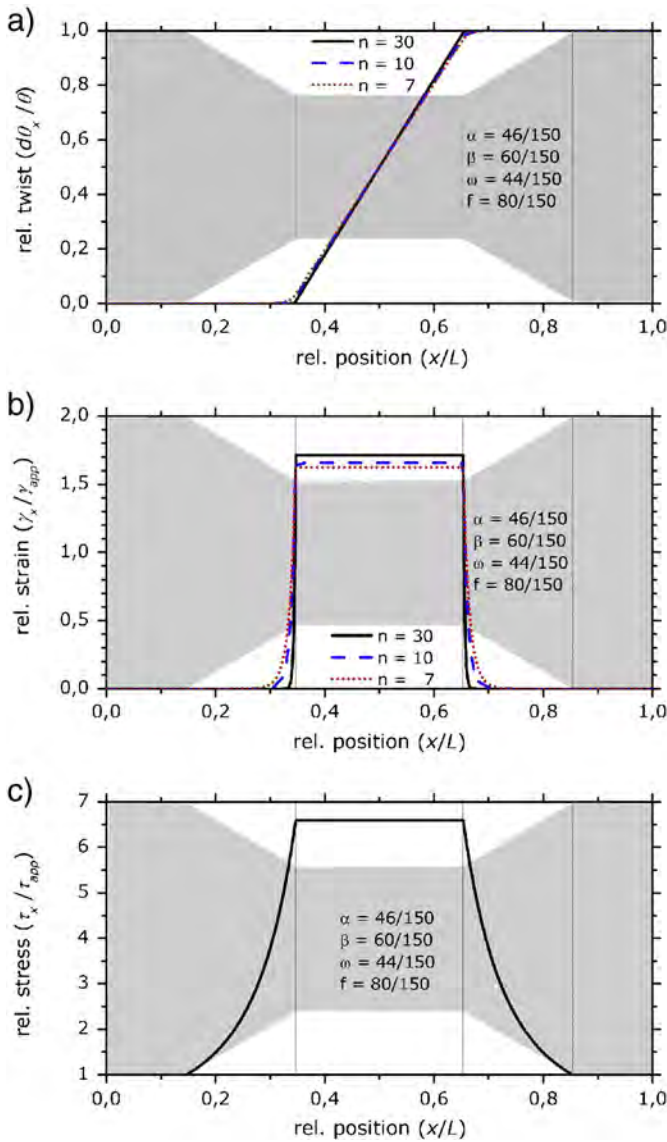 a)
1,0
0,8
0,6
0,4
0,2
0,0
rel. twist (dθx/θ)
n = 30
n = 10
n = 7
α = 46/150
β = 60/150
ω = 44/150
f = 80/150
0,0 0,2 0,4 0,6 0,8 1,0
rel. position (x/L)
b)
2,0
1,5
1,0
0,5
0,0
rel. strain (γx/γapp)
α = 46/150
β = 60/150
ω = 44/150
f = 80/150
n = 30
n = 10
n = 7
0,0 0,2 0,4 0,6 0,8 1,0
rel. position (x/L)
c)
7
6
5
4
3
2
1
rel. stress (τx/τapp)
α = 46/150
β = 60/150
ω = 44/150
f = 80/150
0,0 0,2 0,4 0,6 0,8 1,0
rel. position (x/L)